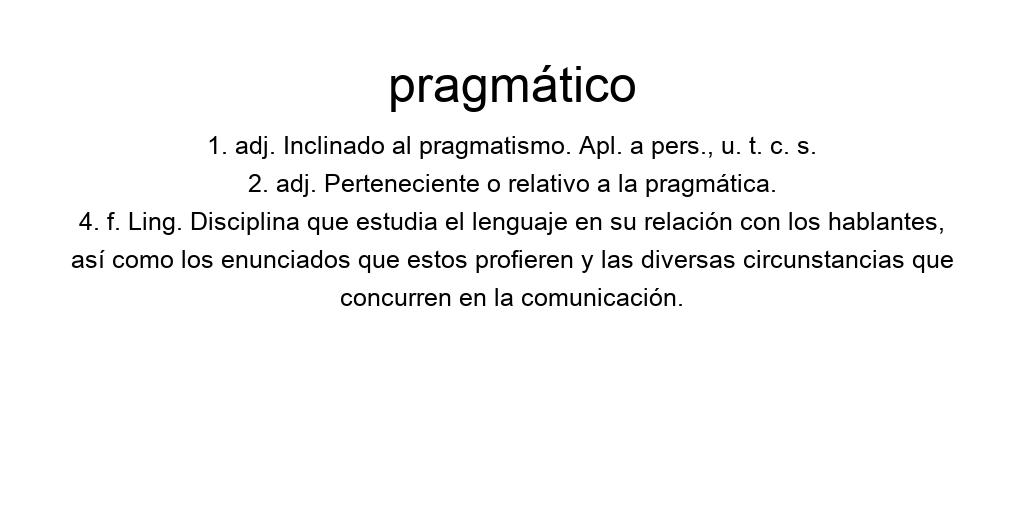 pragmático
1. adj. Inclinado al pragmatismo. Apl. a pers., u. t. c. s.
2. adj. Perteneciente o relativo a la pragmática.
4. f. Ling. Disciplina que estudia el lenguaje en su relación con los hablantes,
así como los enunciados que estos profieren y las diversas circunstancias que
concurren en la comunicación.